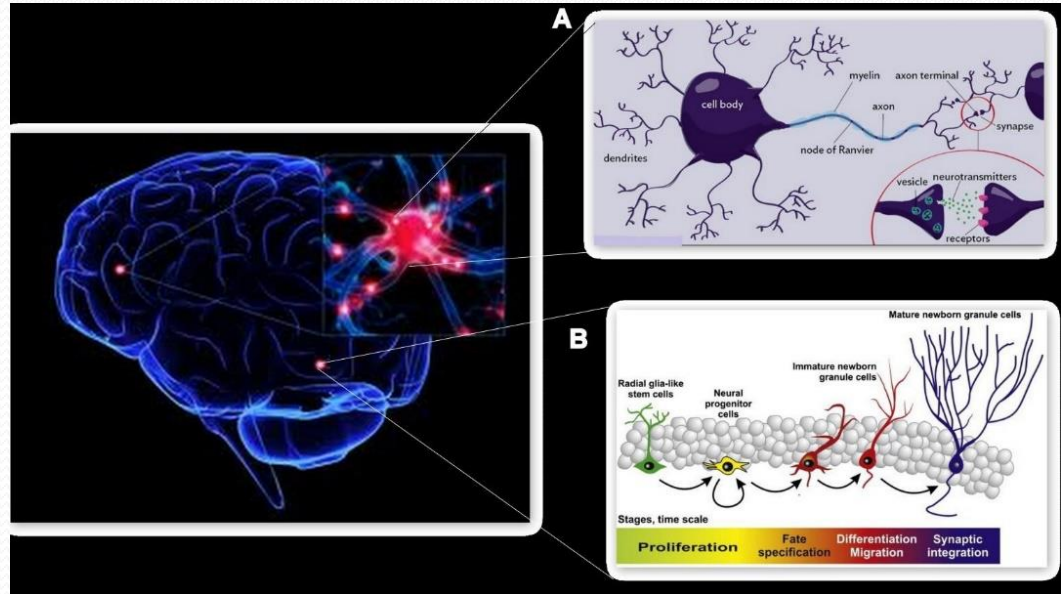 A
myelin
axon terminal
cell body
axon
synapse
node of Ranvier
dendrites
vesicle
neurotmitters
receptors
B
Mature newborn granule cells
Immature newborn
granule cells
Radial glia-like
stem cells
Neural
progenitor
cells
Stages, time scale
Proliferation
Fate
specification
Differentiation
Migration
Synaptic
integration